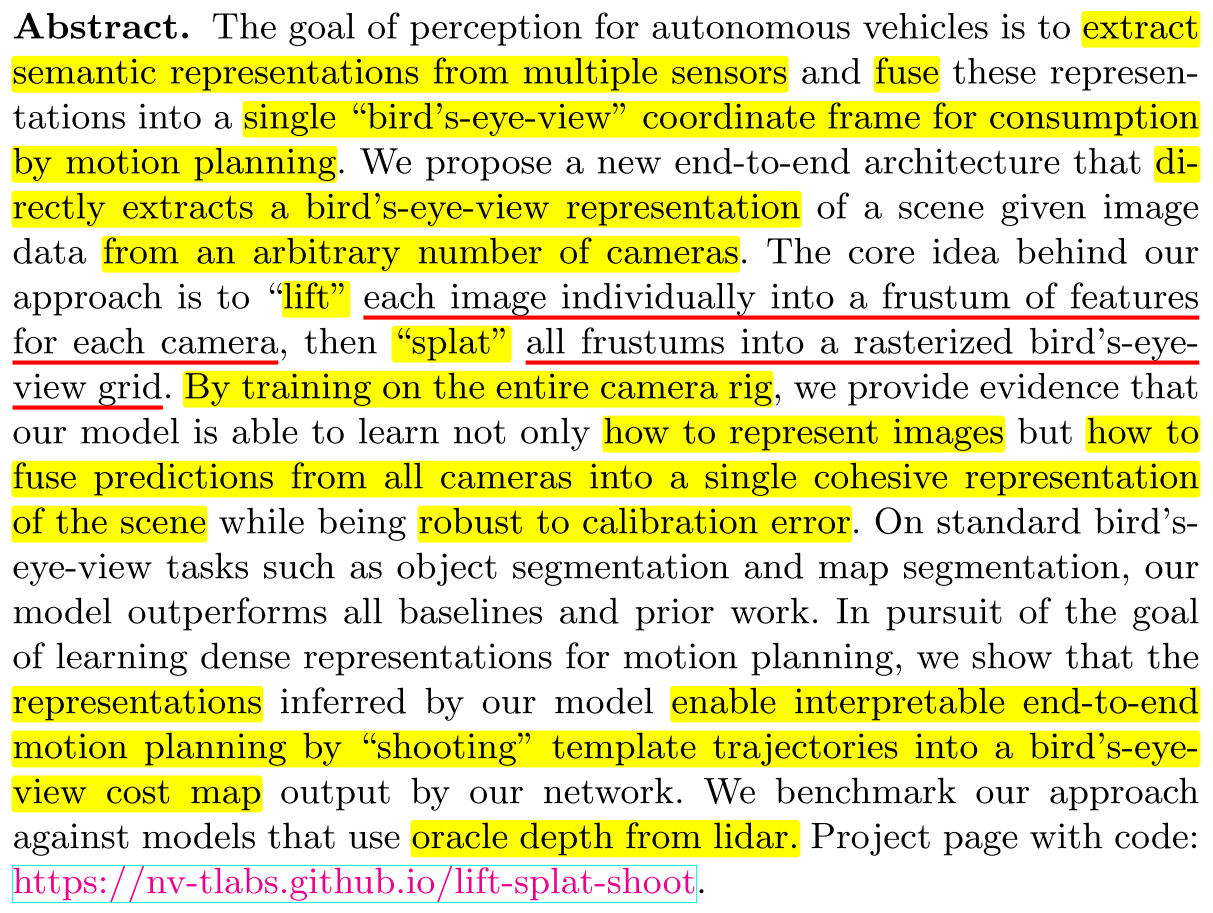 Abstract. The goal of perception for autonomous vehicles is to extract
semantic representations from multiple sensors and fuse these represen-
tations into a single “bird’s-eye-view” coordinate frame for consumption
by motion planning. We propose a new end-to-end architecture that di-
rectly extracts a bird’s-eye-view representation of a scene given image
data from an arbitrary number of cameras. The core idea behind our
approach is to “lift” each image individually into a frustum of features
for each camera, then “splat” all frustums into a rasterized bird’s-eye-
view grid. By training on the entire camera rig, we provide evidence that
our model is able to learn not only how to represent images but how to
fuse predictions from all cameras into a single cohesive representation
of the scene while being robust to calibration error. On standard bird’s-
eye-view tasks such as object segmentation and map segmentation, our
model outperforms all baselines and prior work. In pursuit of the goal
of learning dense representations for motion planning, we show that the
representations inferred by our model enable interpretable end-to-end
motion planning by “shooting” template trajectories into a bird’s-eye-
view cost map output by our network. We benchmark our approach
against models that use oracle depth from lidar. Project page with code:
https://nv-tlabs.github.io/lift-splat-shoot.